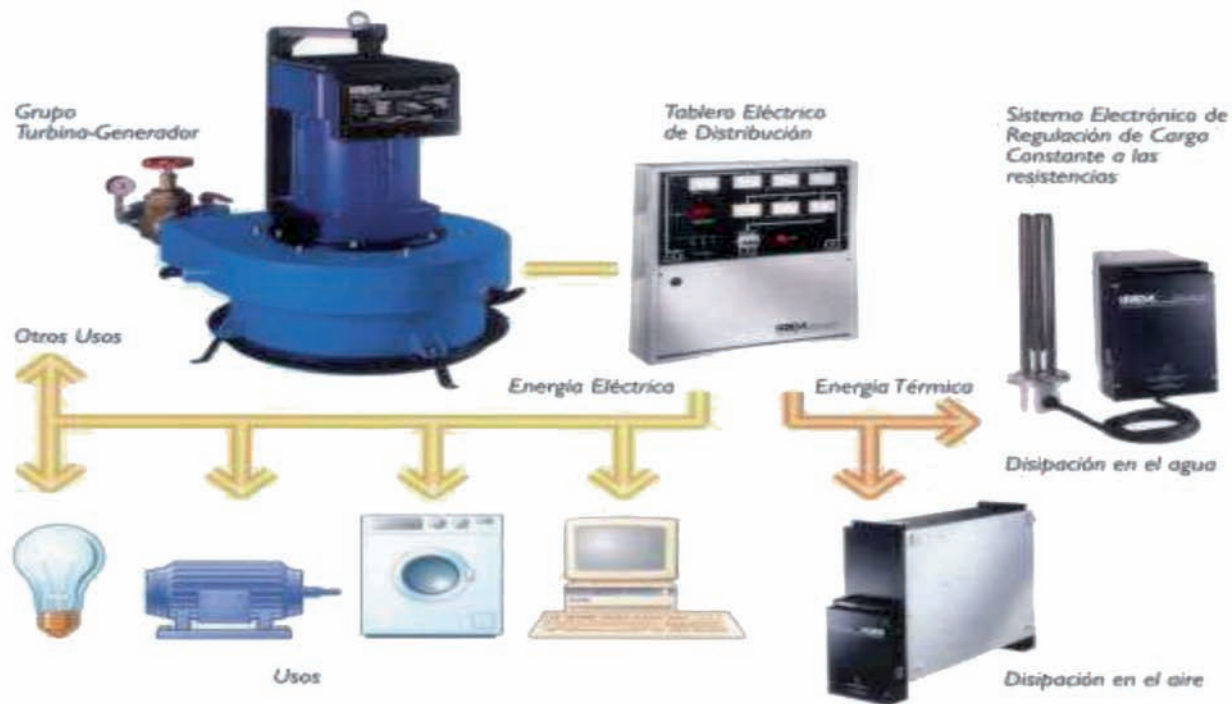 Grupo
Turbina-Generador
Tablero Eléctrico
de Distribución
Sistema Electrónico de
Regulación de Carga
Constante a las
resistencias
Otros Usos
Energía Eléctrica
Energía Térmica
Disipación en el agua
Usos
Disipación en el aire